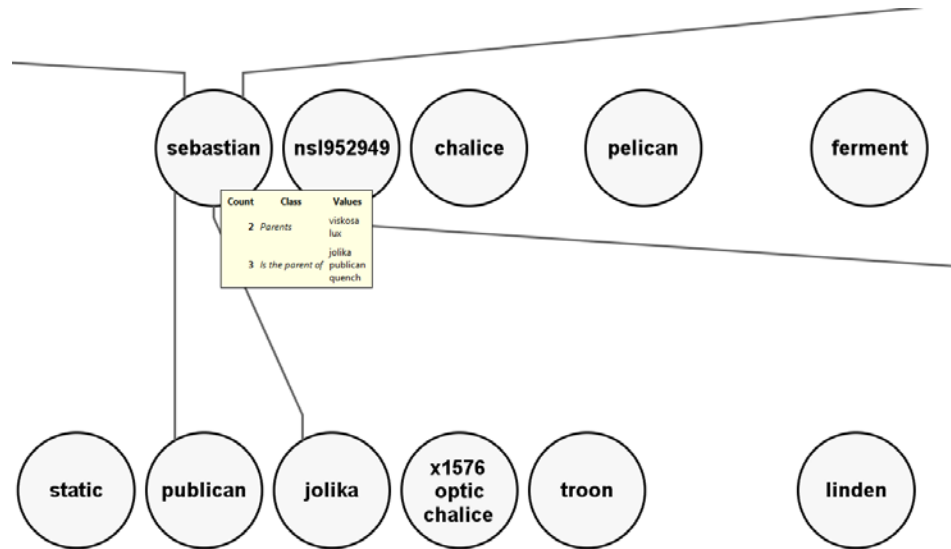 sebastian
nsl952949
chalice
pelican
ferment
Count Class Values
2 Parents viskosa
lux
3 Is the parent of jolika
publican
quench
static
publican
jolika
x1576
optic
chalice
troon
linden